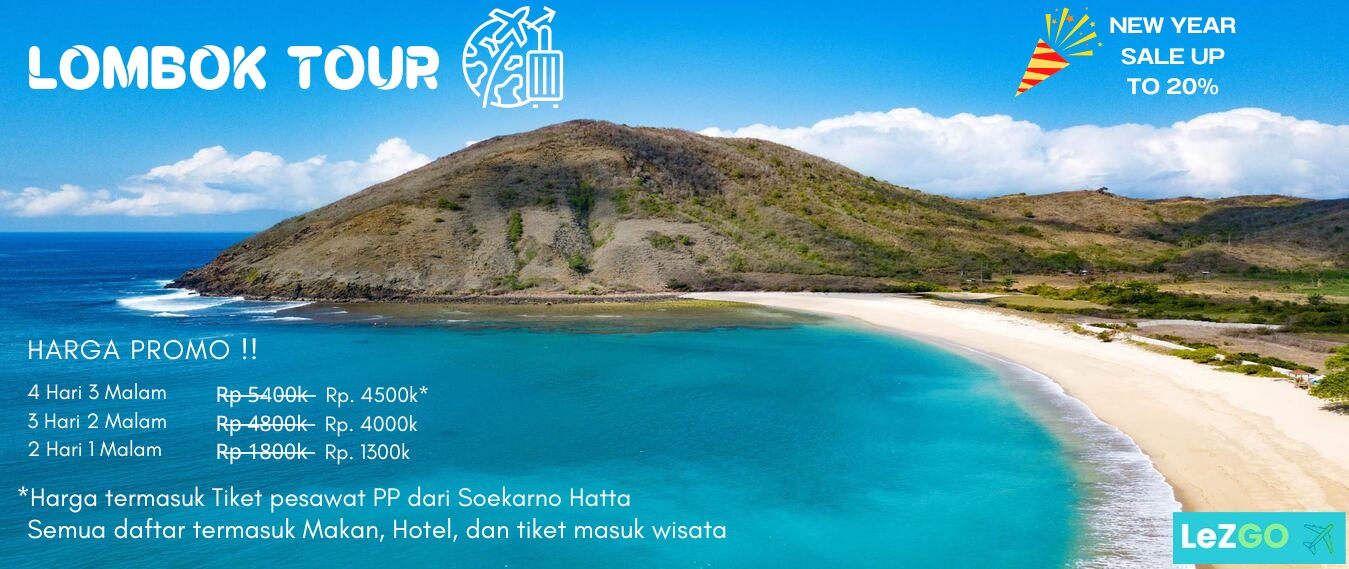 LOMBOK TOUR
NEW YEAR
SALE UP
TO 20%
HARGA PROMO !!
4 Hari 3 Malam Rp 5400k Rp. 4500k*
3 Hari 2 Malam Rp 4800k Rp. 4000k
2 Hari 1 Malam Rp 1800k Rp. 1300k
*Harga termasuk Tiket pesawat PP dari Soekarno Hatta
Semua daftar termasuk Makan, Hotel, dan tiket masuk wisata
LeZGO